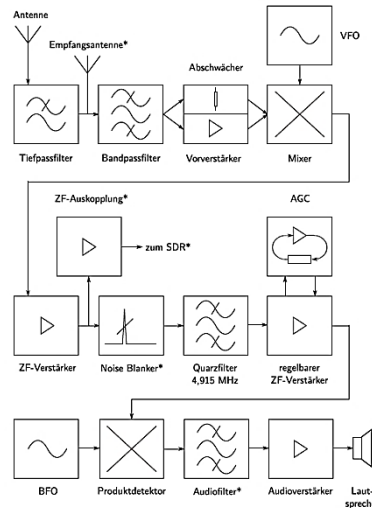 Antenne
Empfangsantenne*
VFO
Abschwächer
Tiefpassfilter
Bandpassfilter
Vorverstärker
Mixer
ZF-Auskopplung*
AGC
zum SDR*
ZF-Verstärker
Noise Blanker*
Quarzfilter
4,915 MHz
regelbarer
ZF-Verstärker
BFO
Produktdetektor
Audiofilter*
Audioverstärker
Laut-
sprech